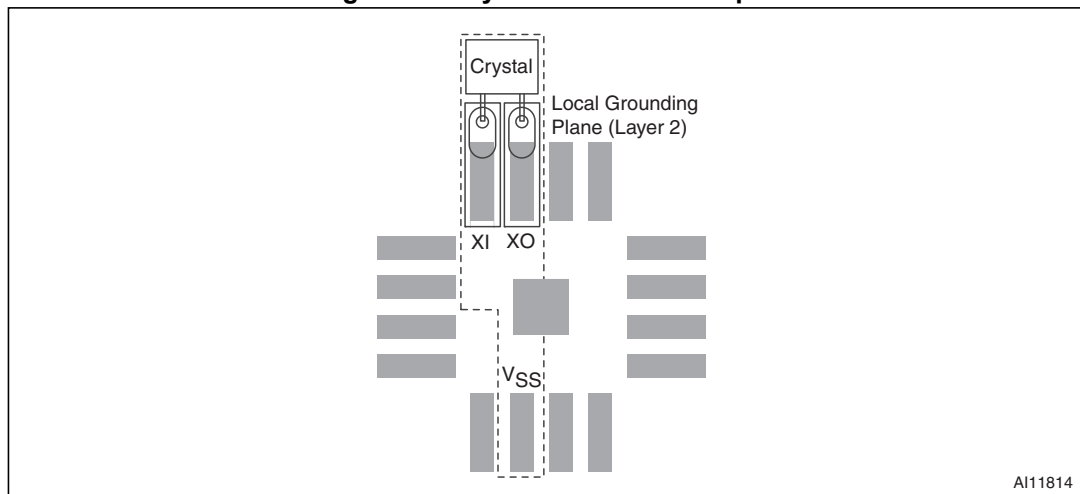 Crystal
Local Grounding
Plane (Layer 2)
XI XO
VSS
AI11814